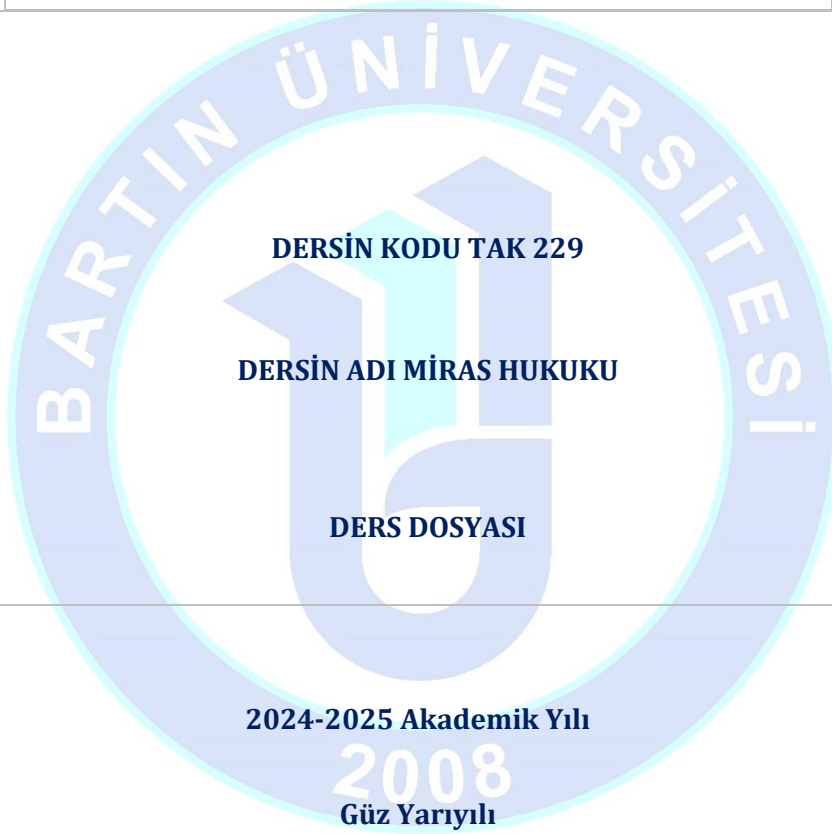 BARTIN ÜNİVERSİTESİ
DERSİN KODU TAK 229
DERSİN ADI MİRAS HUKUKU
DERS DOSYASI
2024-2025 Akademik Yılı
2008
Güz Yarıyılı